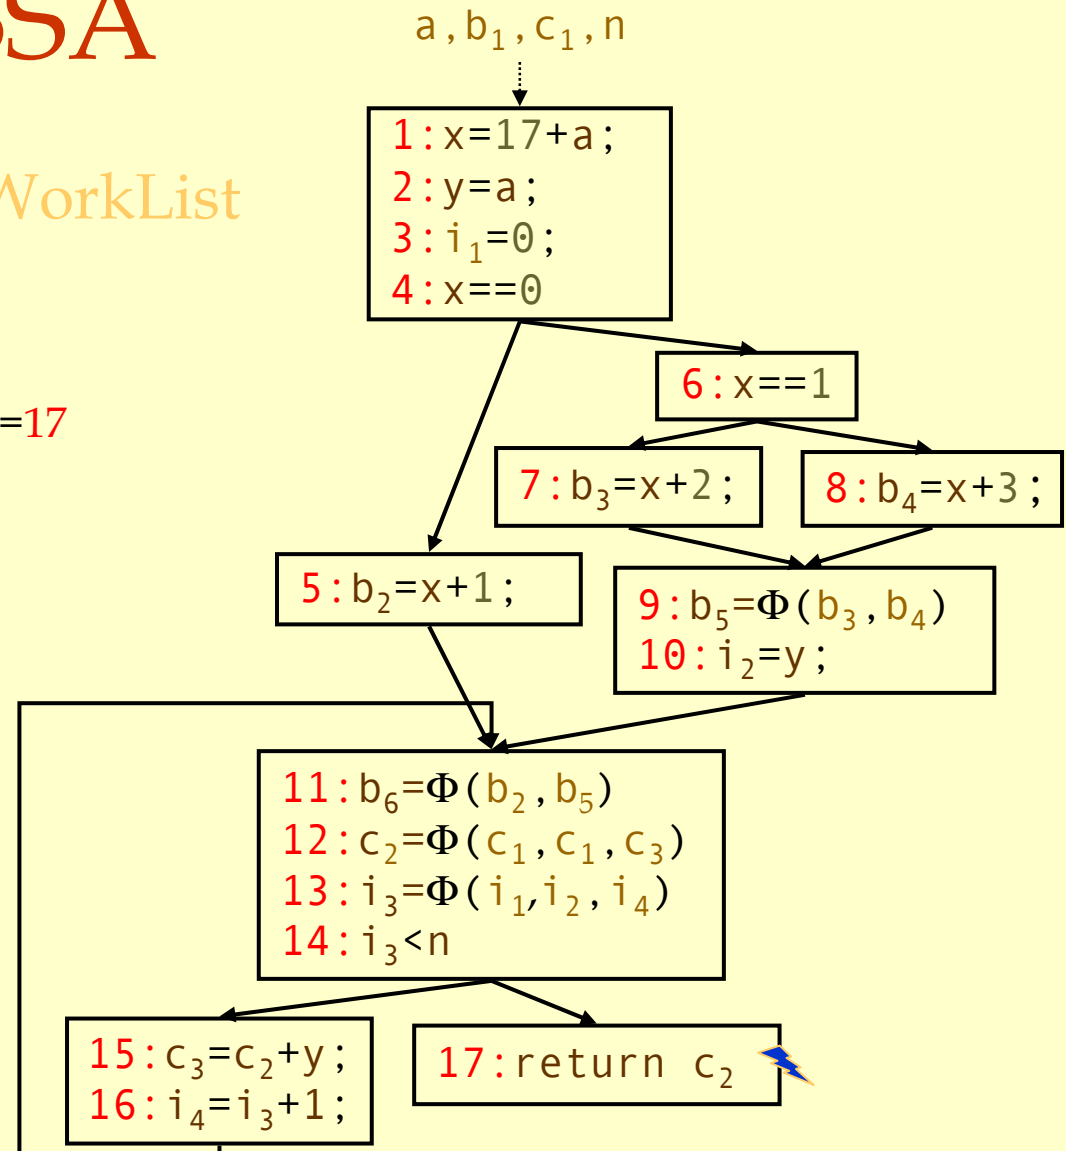 SSA
a,b₁,c₁,n
1:x=17+a;
2:y=a;
WorkList
3:i₁=0;
4:x==0
6:x==1
=17
7:b₃=x+2;
8:b₄=x+3;
5:b₂=x+1;
9:b₅=Φ(b₃,b₄)
10:i₂=y;
11:b₆=Φ(b₂,b₅)
12:c₂=Φ(c₁,c₁,c₃)
13:i₃=Φ(i₁,i₂,i₄)
14:i₃<n
15:c₃=c₂+y;
16:i₄=i₃+1;
17:return c₂